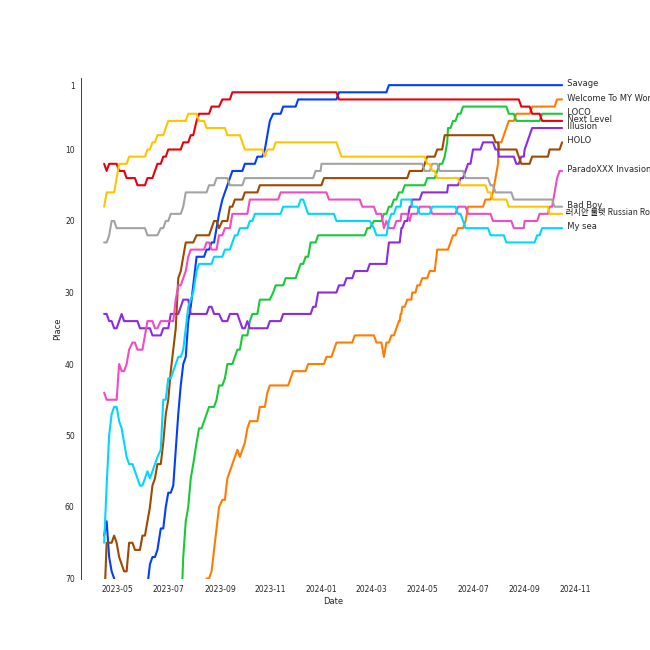 1
10
20
30
40
50
60
70
Place
2023-05
2023-07
2023-09
2023-11
2024-01
2024-03
2024-05
2024-07
2024-09
2024-11
Date
Savage
Welcome To MY Wor
LOCO
Next Level
Illusion
HOLO
ParadoXXX Invasion
Bad Boy
러시안 룰렛 Russian Ro
My sea